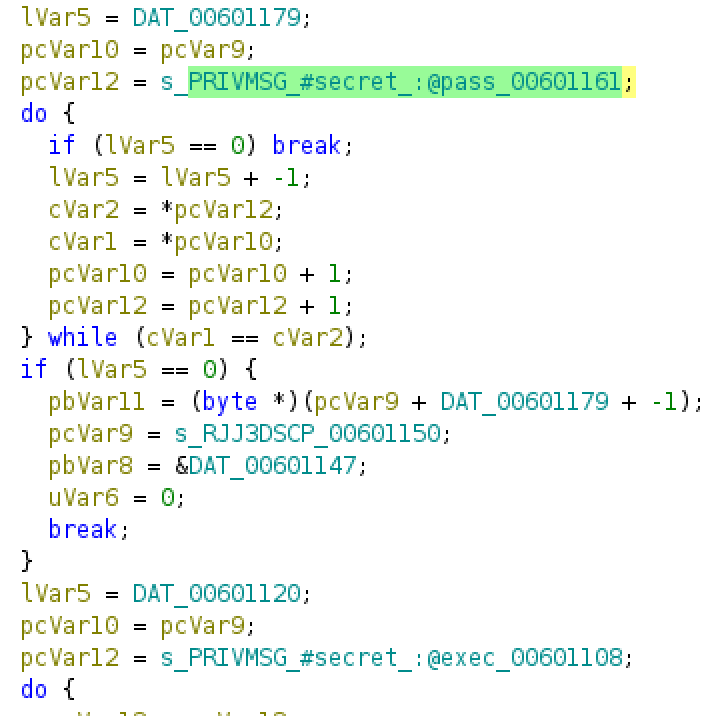 lVar5 = DAT_00601179;
pcVar10 = pcVar9;
pcVar12 = s_PRIVMSG_#secret_:@pass_00601161;
do {
if (lVar5 == 0) break;
lVar5 = lVar5 + -1;
cVar2 = *pcVar12;
cVar1 = *pcVar10;
pcVar10 = pcVar10 + 1;
pcVar12 = pcVar12 + 1;
} while (cVar1 == cVar2);
if (lVar5 == 0) {
pbVar11 = (byte *)(pcVar9 + DAT_00601179 + -1);
pcVar9 = s_RJJ3DSCP_00601150;
pbVar8 = &DAT_00601147;
uVar6 = 0;
break;
}
lVar5 = DAT_00601120;
pcVar10 = pcVar9;
pcVar12 = s_PRIVMSG_#secret_:@exec_00601108;
do {